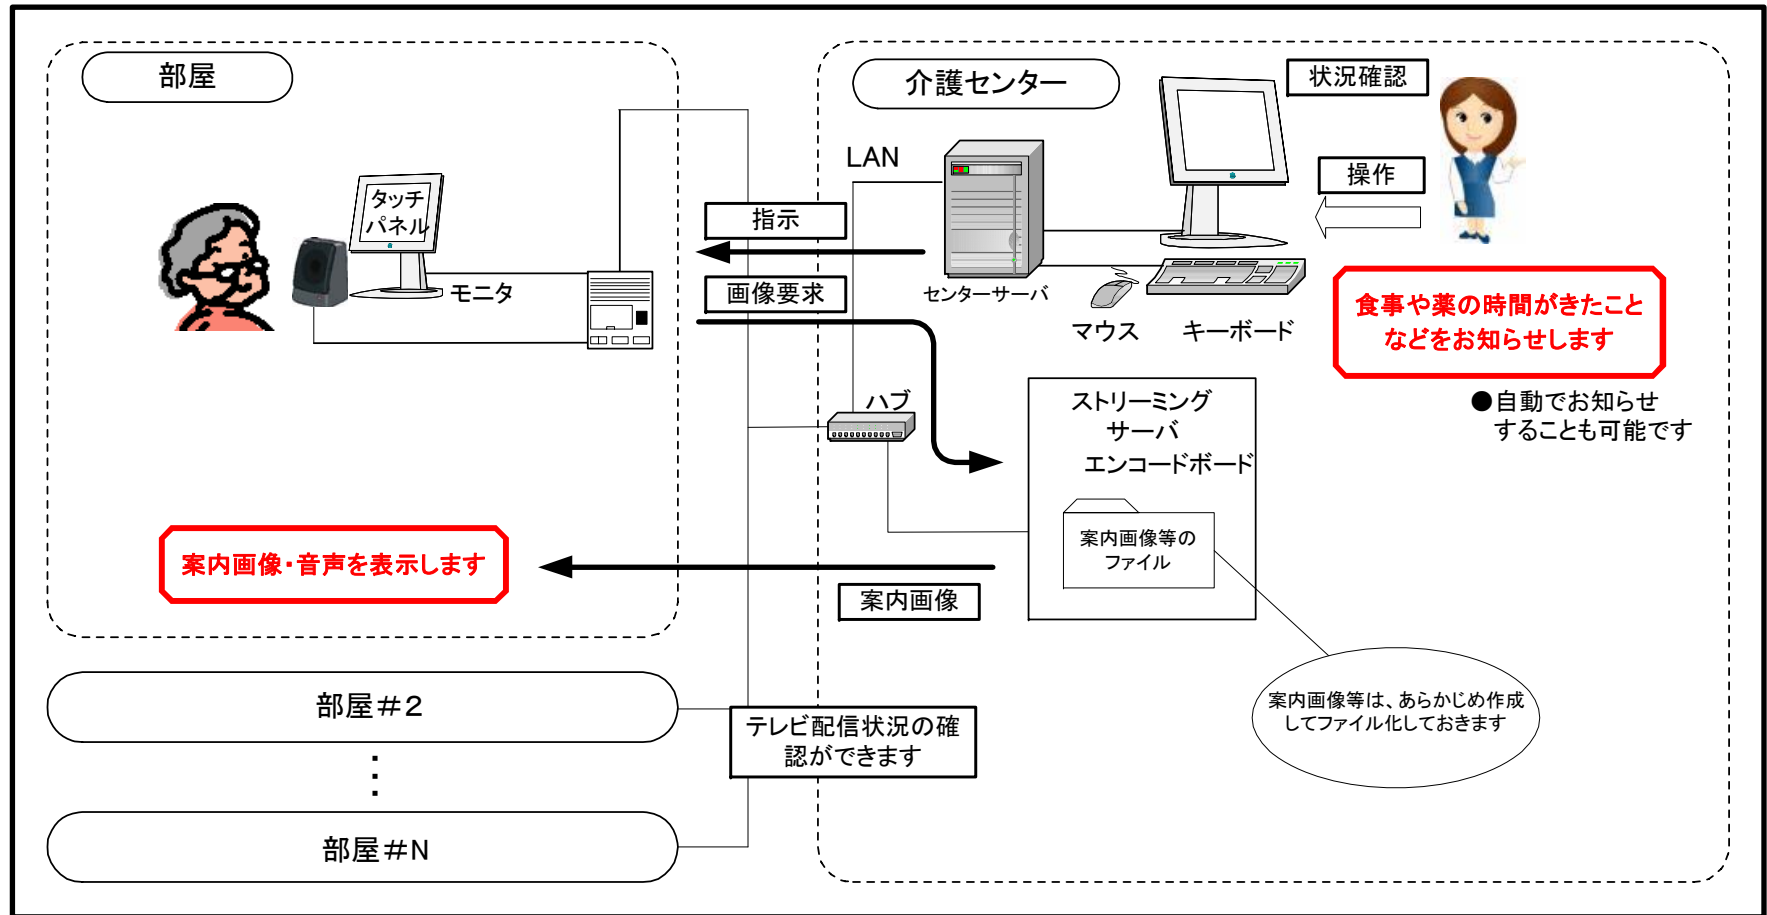 部屋
タッチ
パネル
モニタ
指示
画像要求
案内画像・音声を表示します
案内画像
部屋＃２
部屋＃N
テレビ配信状況の確
認ができます
介護センター
LAN
センターサーバ
状況確認
操作
マウス
キーボード
食事や薬の時間がきたこと
などをお知らせします
●自動でお知らせ
することも可能です
ハブ
ストリーミング
サーバ
エンコードボード
案内画像等の
ファイル
案内画像等は、あらかじめ作成
してファイル化しておきます